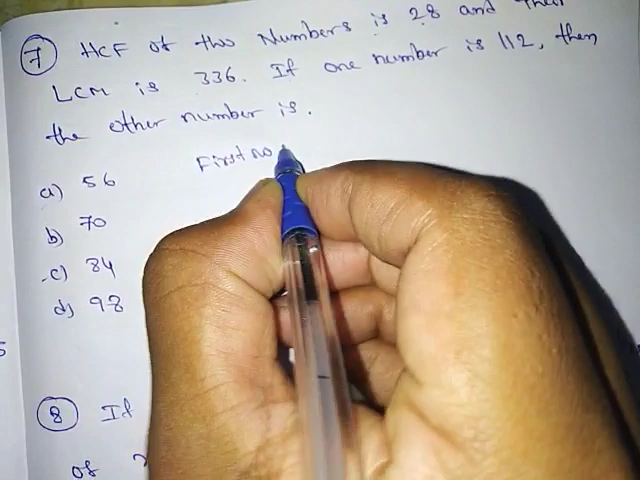 7 HCF of two Numbers is 28 and their
LCM is 336. If one number is 112, then
the other number is.
First no
a) 56
b) 70
c) 84
d) 98
8 If
of